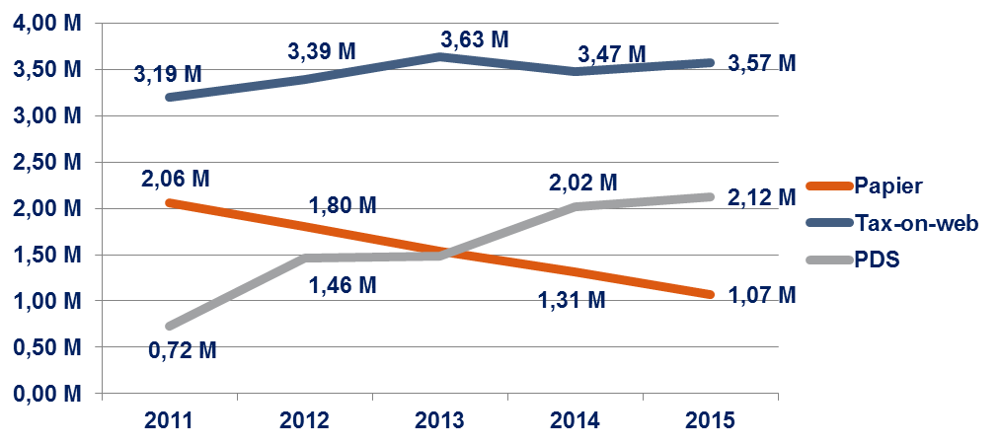 4,00 M
3,50 M
3,00 M
2,50 M
2,00 M
1,50 M
1,00 M
0,50 M
0,00 M
3,19 M
3,39 M
3,63 M
3,47 M
3,57 M
2,06 M
1,80 M
2,02 M
2,12 M
1,46 M
1,31 M
1,07 M
0,72 M
2011
2012
2013
2014
2015
Papier
Tax-on-web
PDS